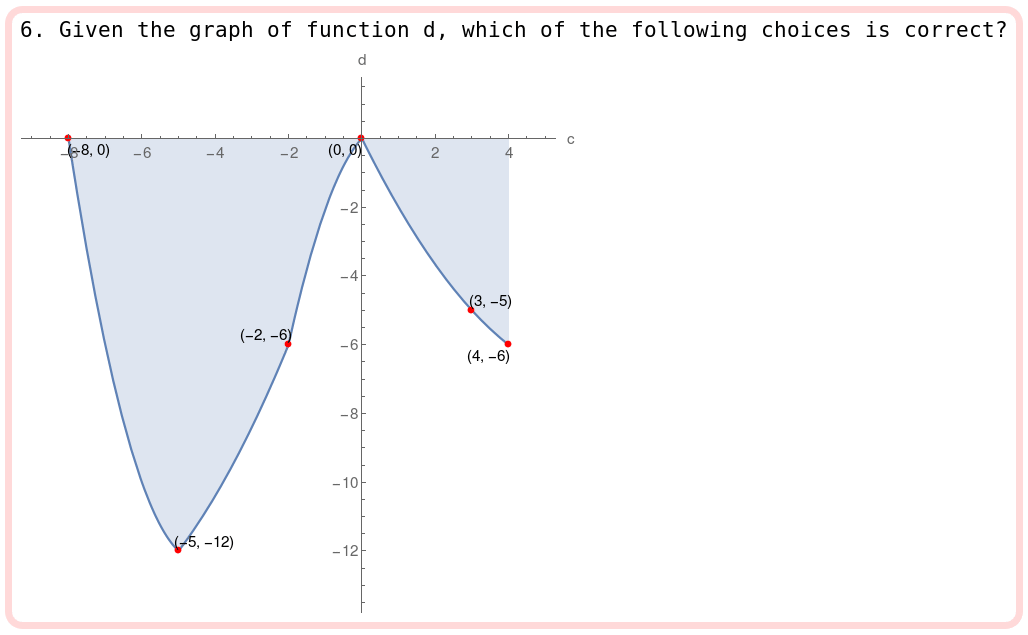 6. Given the graph of function d, which of the following choices is correct?
d
c
(−8, 0)
−8 −6 −4 −2 (0, 0) 2 4
−2
−4
(3, −5)
(−2, −6)
−6
(4, −6)
−8
−10
(−5, −12)
−12